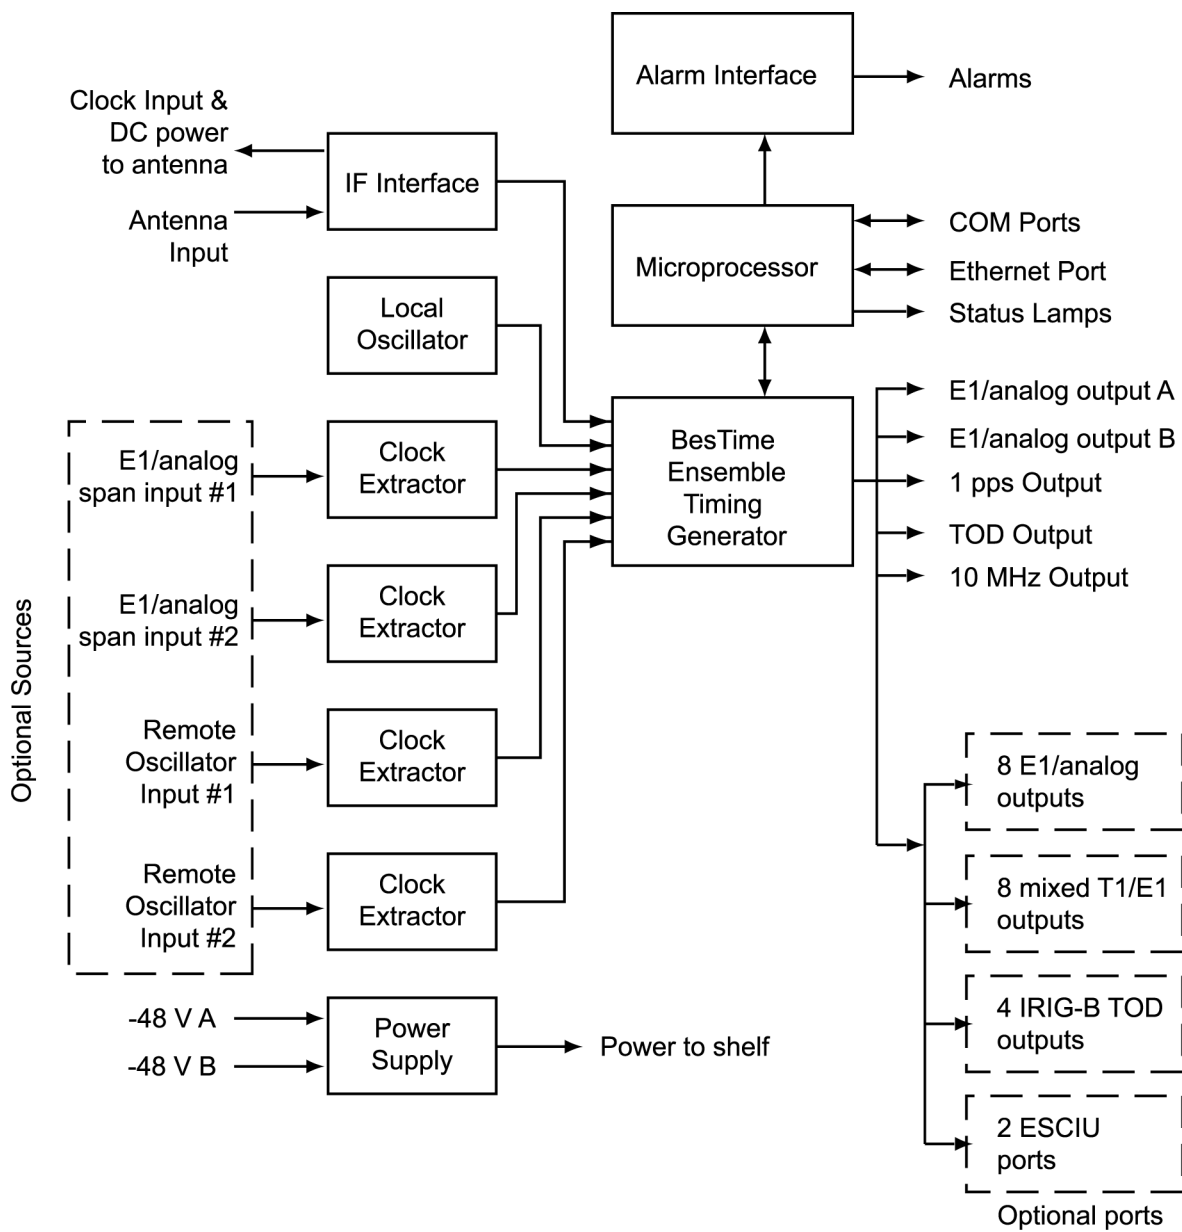 Alarm Interface
Alarms
Clock Input &
DC power
to antenna
IF Interface
Antenna
Input
Microprocessor
COM Ports
Ethernet Port
Status Lamps
Local
Oscillator
BesTime
Ensemble
Timing
Generator
E1/analog output A
E1/analog output B
1 pps Output
TOD Output
10 MHz Output
Optional Sources
E1/analog
span input #1
Clock
Extractor
E1/analog
span input #2
Clock
Extractor
Remote
Oscillator
Input #1
Clock
Extractor
Remote
Oscillator
Input #2
Clock
Extractor
-48 V A
-48 V B
Power
Supply
Power to shelf
8 E1/analog
outputs
8 mixed T1/E1
outputs
4 IRIG-B TOD
outputs
2 ESCIU
ports
Optional ports